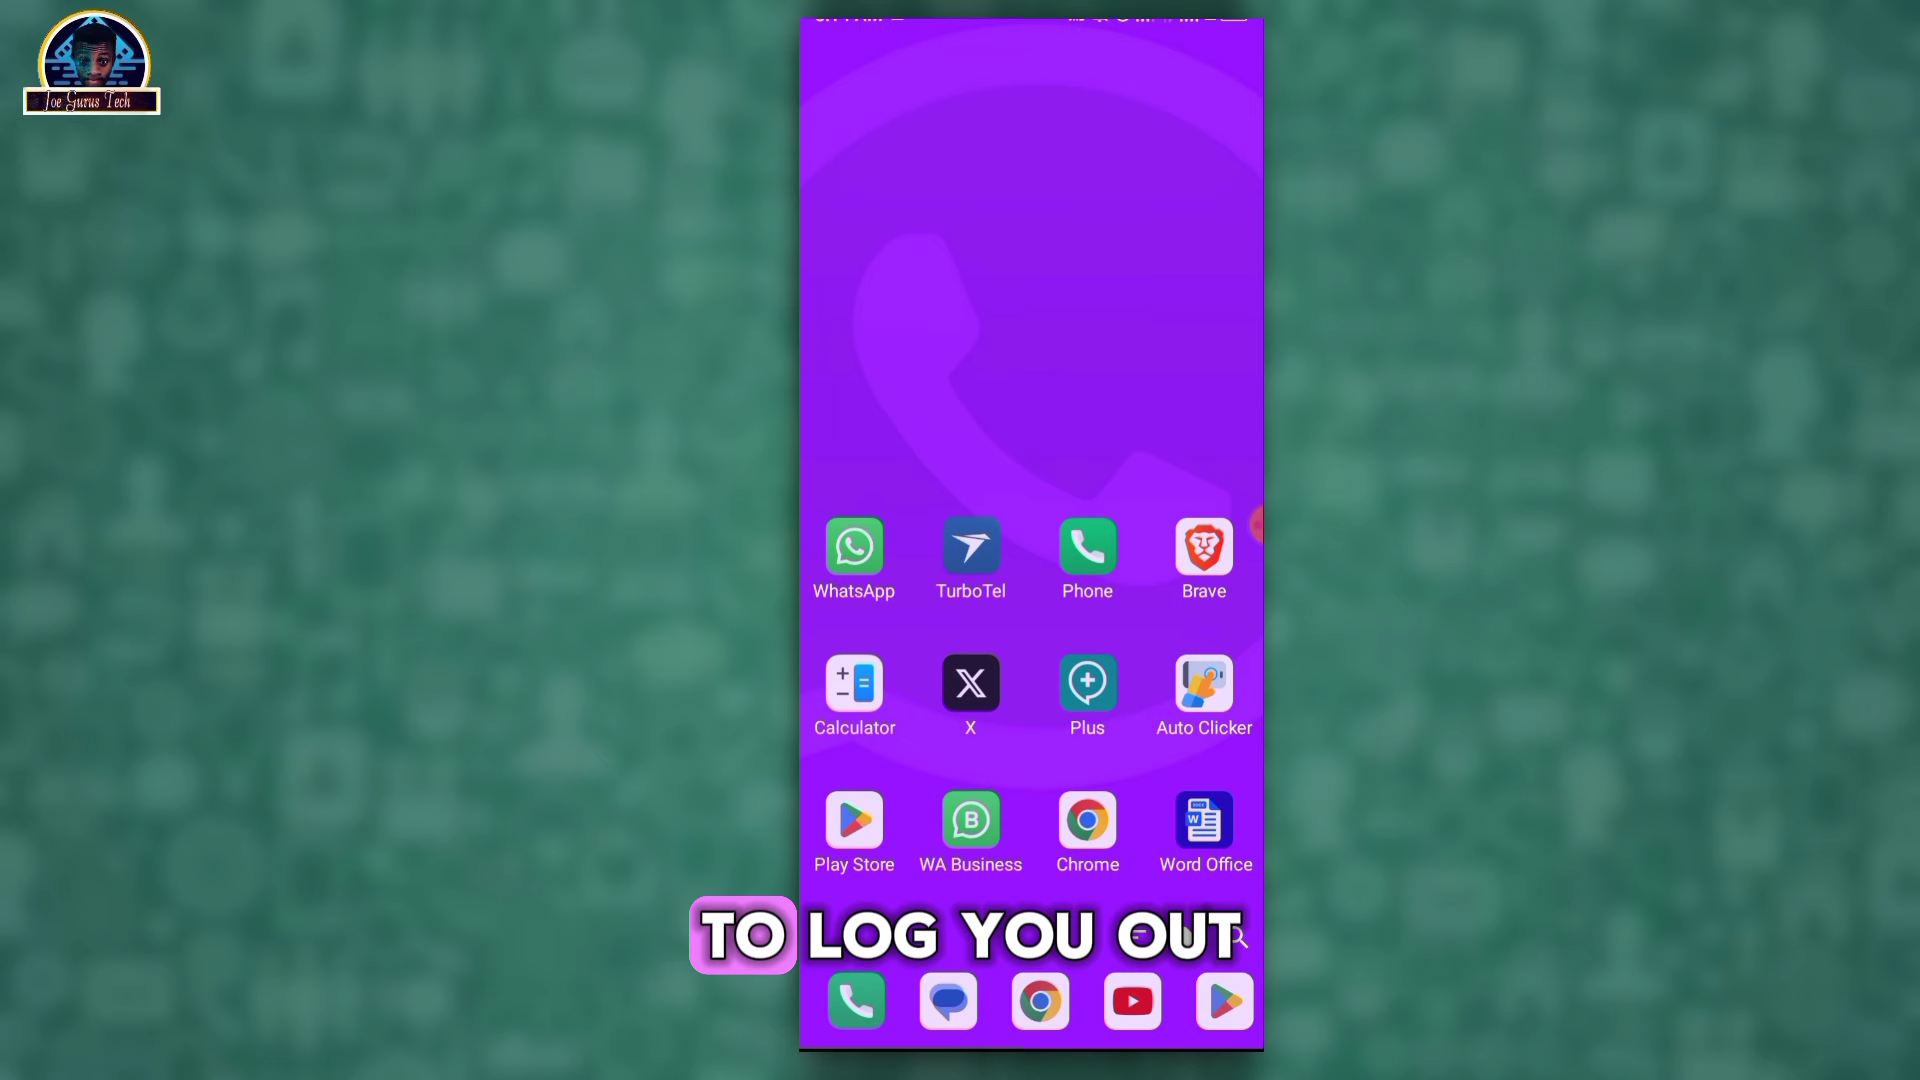 Joe Gurus Tech
WhatsApp TurboTel Phone Brave
Calculator X Plus Auto Clicker
Play Store WA Business Chrome Word Office
TO LOG YOU OUT